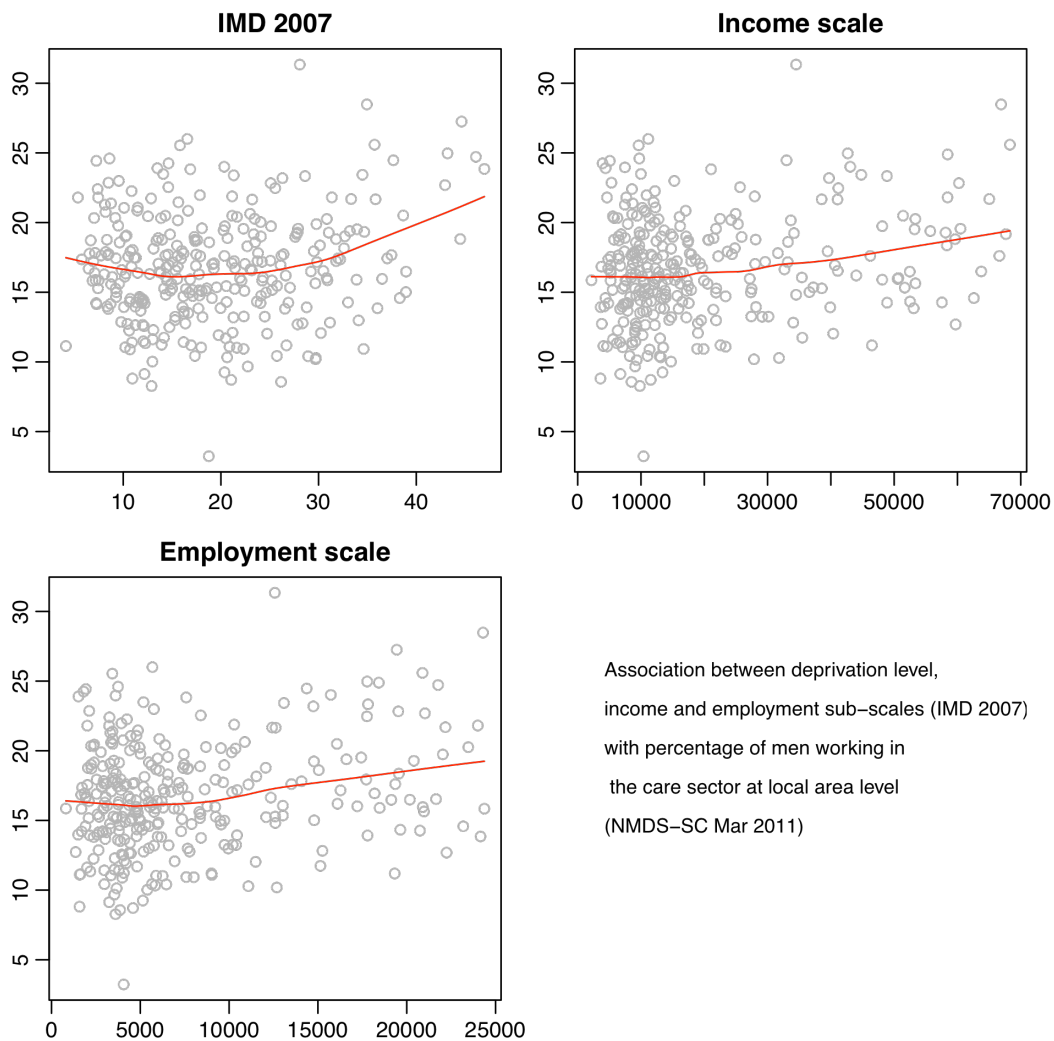 IMD 2007
30
25
20
15
10
5
10 20 30 40
Income scale
30
25
20
15
10
5
0 10000 30000 50000 70000
Employment scale
30
25
20
15
10
5
0 5000 10000 15000 20000 25000
Association between deprivation level,
income and employment sub−scales (IMD 2007)
with percentage of men working in
the care sector at local area level
(NMDS−SC Mar 2011)